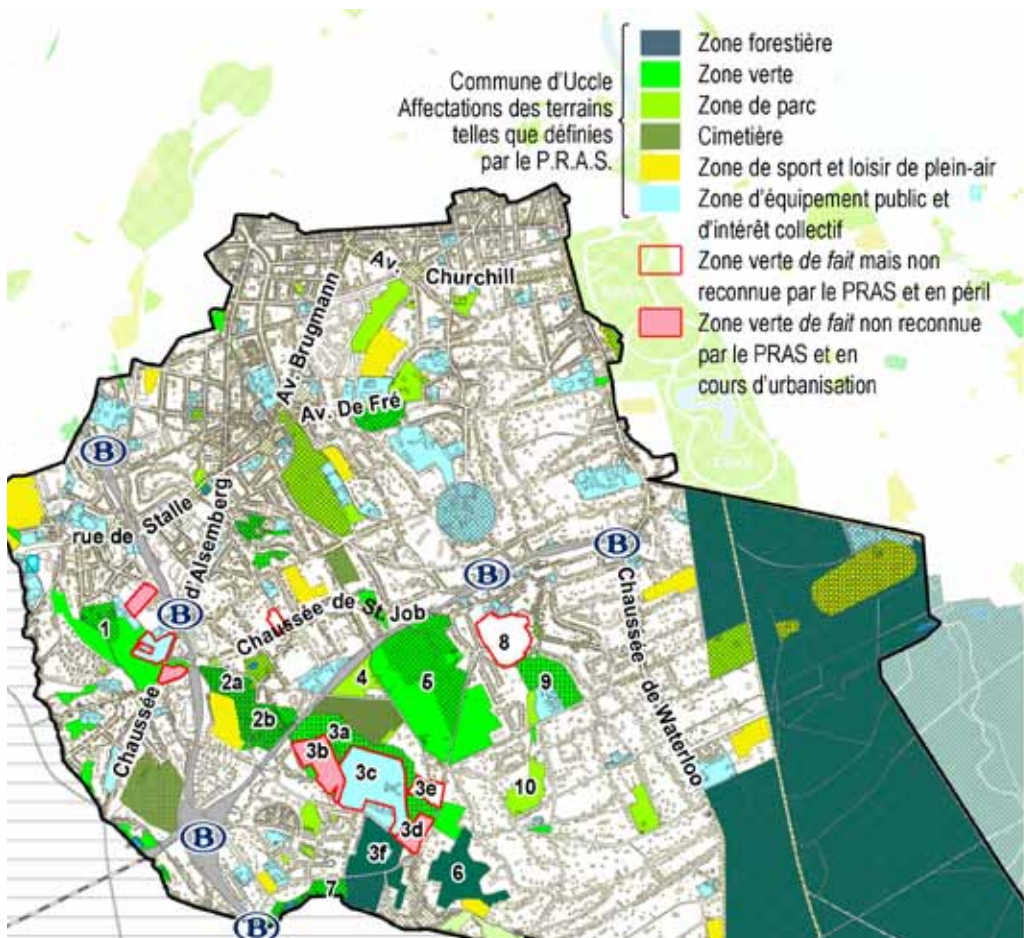 Commune d'Uccle
Affectations des terrains
telles que définies
par le P.R.A.S.
Zone forestière
Zone verte
Zone de parc
Cimetière
Zone de sport et loisir de plein-air
Zone d'équipement public et
d'intérêt collectif
Zone verte de fait mais non
reconnue par le PRAS et en péril
Zone verte de fait non reconnue
par le PRAS et en
cours d'urbanisation
Av. Churchill
Av. Brugmann
Av. De Fré
B
rue de Stalle
Chaussée d'Alsemberg
B
B
B
Chaussée de St. Job
Chaussée de Waterloo
1
2a
2b
3a
3b
3c
3d
3e
3f
4
5
6
7
8
9
10
B
B